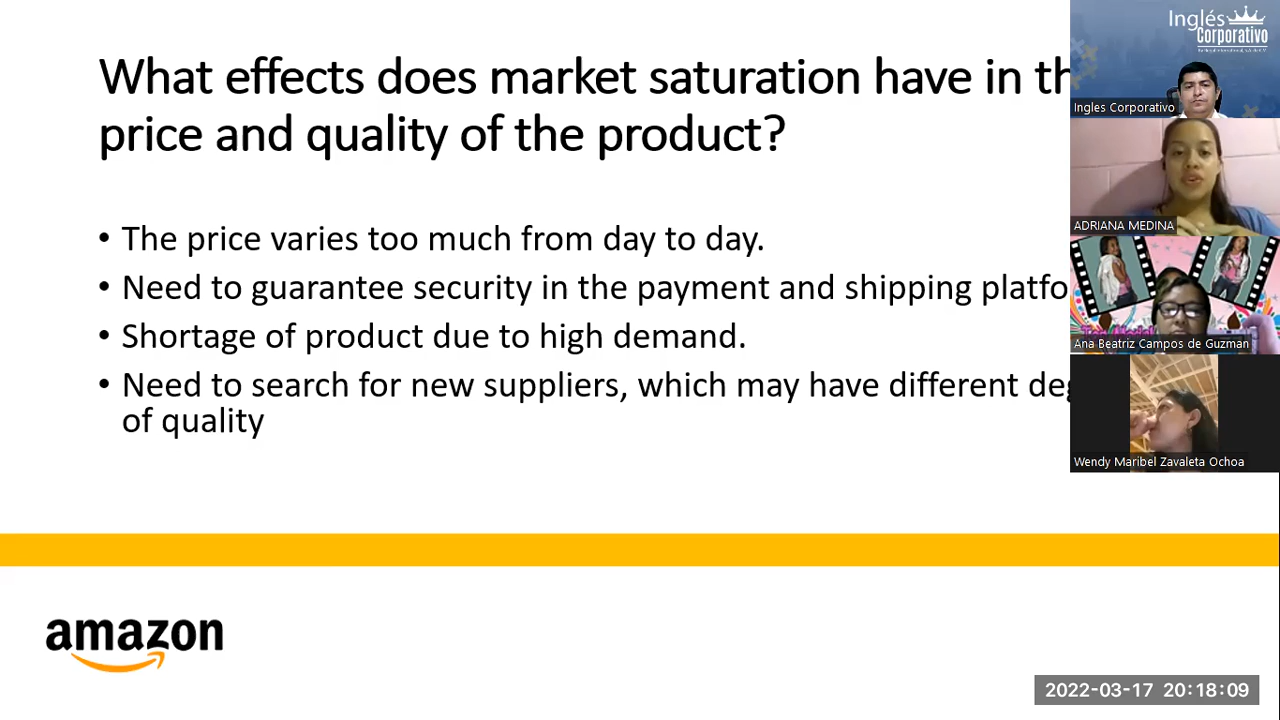 What effects does market saturation have in th
price and quality of the product?
• The price varies too much from day to day.
• Need to guarantee security in the payment and shipping platfo
• Shortage of product due to high demand.
• Need to search for new suppliers, which may have different deg
of quality
amazon
Inglés
Corporativo
Ingles Corporativo
ADRIANA MEDINA
Ana Beatriz Campos de Guzman
Wendy Maribel Zavaleta Ochoa
2022-03-17 20:18:09